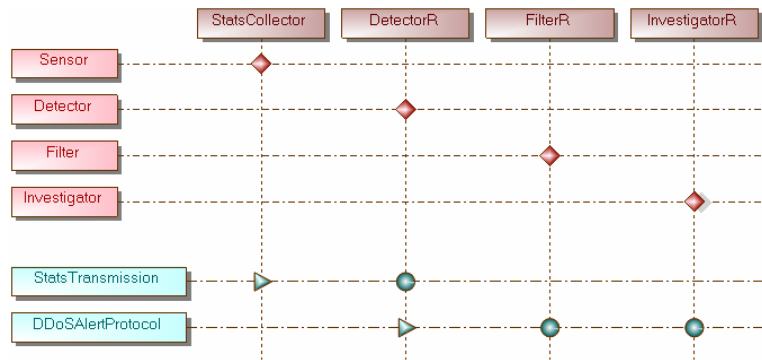 StatsCollector DetectorR FilterR InvestigatorR
Sensor
Detector
Filter
Investigator
StatsTransmission
DDoSAlertProtocol